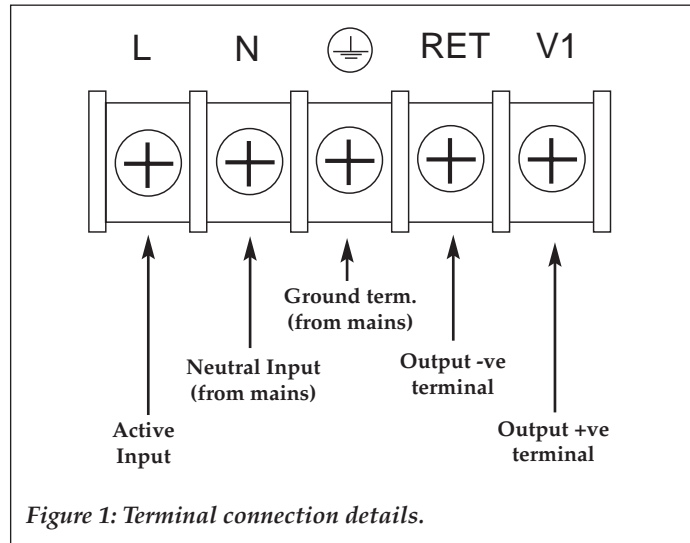 L N RET V1
Ground term.
(from mains)
Neutral Input
(from mains)
Output -ve
terminal
Active
Input
Output +ve
terminal
Figure 1: Terminal connection details.